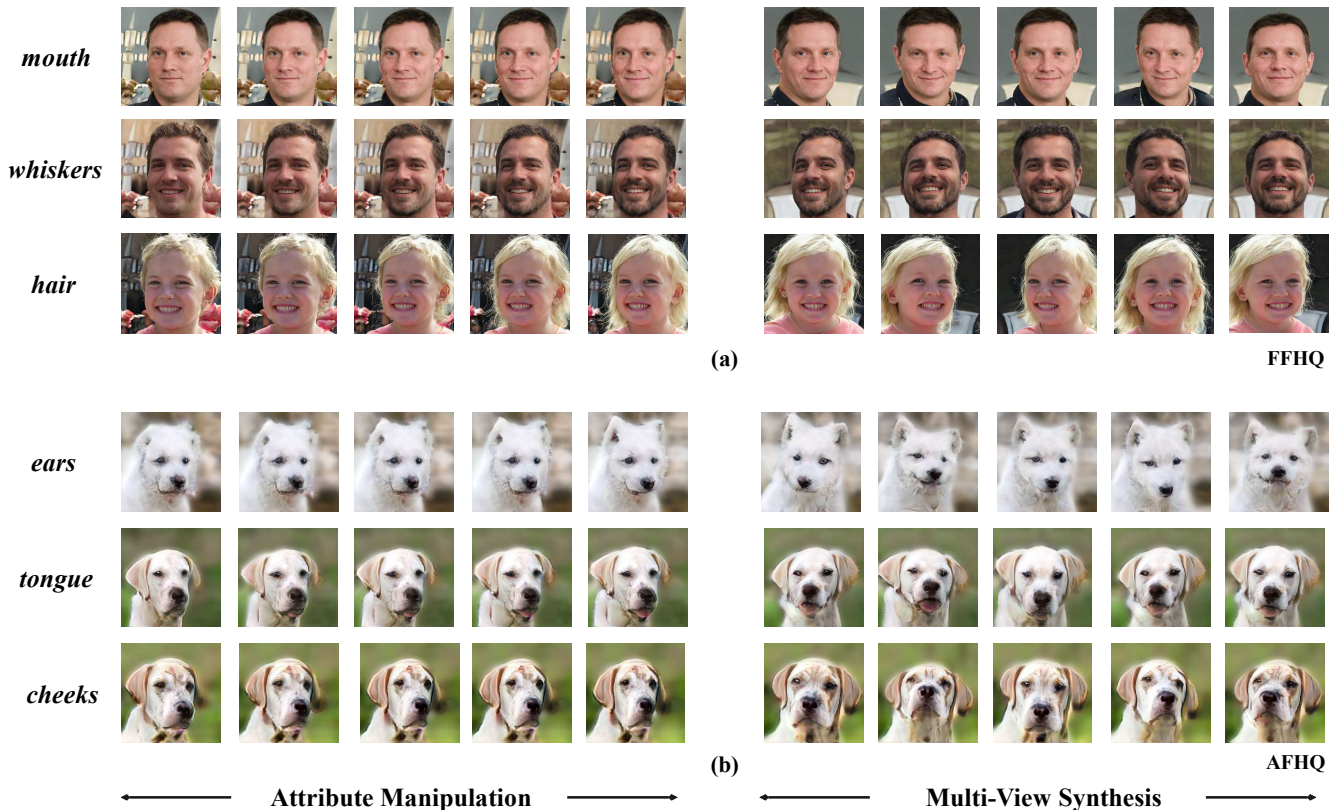 mouth
whiskers
hair
(a)
FFHQ
ears
tongue
cheeks
(b)
AFHQ
Attribute Manipulation
Multi-View Synthesis